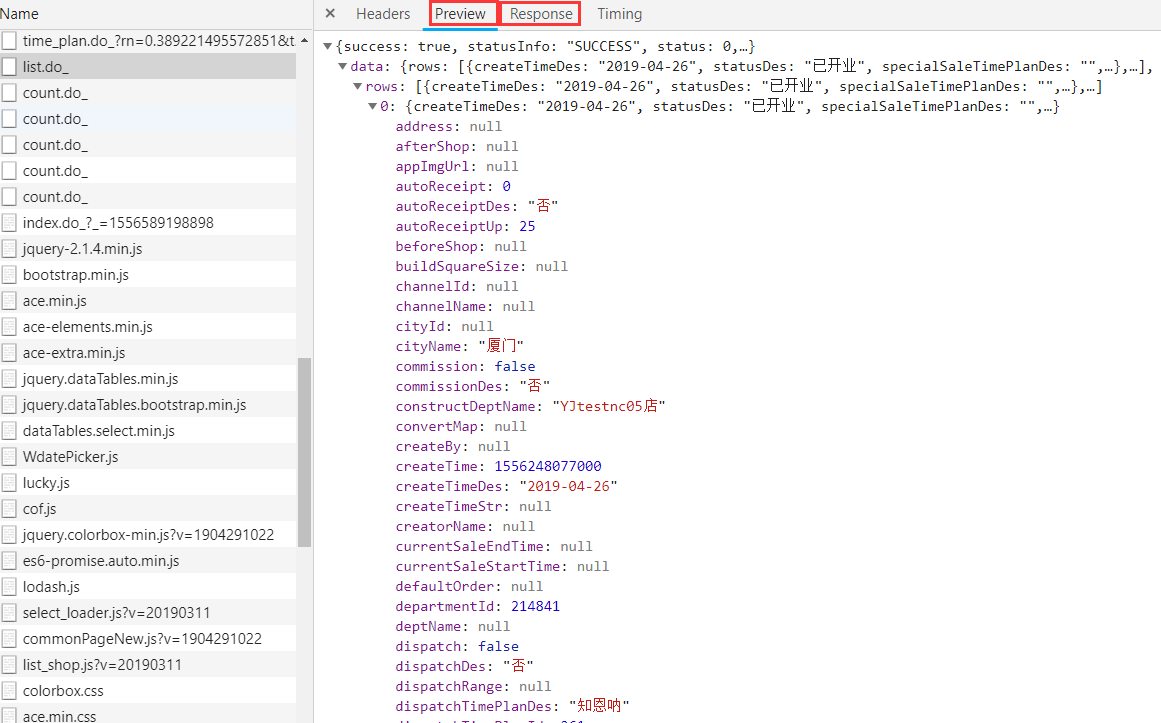 Name
time_plan.do_?rn=0.389221495572851&t
list.do_
count.do_
count.do_
count.do_
count.do_
count.do_
index.do_?_=1556589198898
jquery-2.1.4.min.js
bootstrap.min.js
ace.min.js
ace-elements.min.js
ace-extra.min.js
jquery.dataTables.min.js
jquery.dataTables.bootstrap.min.js
dataTables.select.min.js
WdatePicker.js
lucky.js
cof.js
jquery.colorbox-min.js?v=1904291022
es6-promise.auto.min.js
lodash.js
select_loader.js?v=20190311
commonPageNew.js?v=1904291022
list_shop.js?v=20190311
colorbox.css
ace.min.css
× Headers Preview Response Timing
{success: true, statusInfo: "SUCCESS", status: 0,…}
data: {rows: [{createTimeDes: "2019-04-26", statusDes: "已开业", specialSaleTimePlanDes: "",…},…],
rows: [{createTimeDes: "2019-04-26", statusDes: "已开业", specialSaleTimePlanDes: "",…},…]
0: {createTimeDes: "2019-04-26", statusDes: "已开业", specialSaleTimePlanDes: "",…}
address: null
afterShop: null
appImgUrl: null
autoReceipt: 0
autoReceiptDes: "否"
autoReceiptUp: 25
beforeShop: null
buildSquareSize: null
channelId: null
channelName: null
cityId: null
cityName: "厦门"
commission: false
commissionDes: "否"
constructDeptName: "YJtestnc05店"
convertMap: null
createBy: null
createTime: 1556248077000
createTimeDes: "2019-04-26"
createTimeStr: null
creatorName: null
currentSaleEndTime: null
currentSaleStartTime: null
defaultOrder: null
departmentId: 214841
deptName: null
dispatch: false
dispatchDes: "否"
dispatchRange: null
dispatchTimePlanDes: "知恩呐"